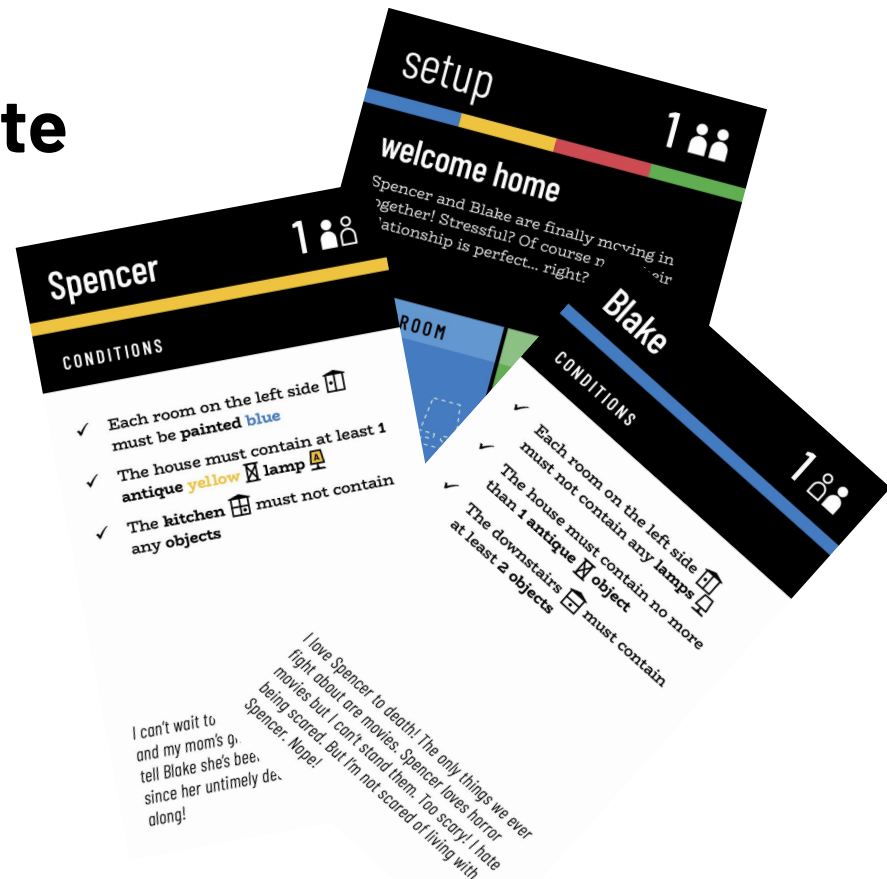 te
setup
1
welcome home
Spencer and Blake are finally moving in
ogether! Stressful? Of course
lationship is perfect... right?
ROOM
Spencer
1
CONDITIONS
✓ Each room on the left side
must be painted blue
✓ The house must contain at least 1
antique yellow lamp A
✓ The kitchen must not contain
any objects
I can't wait to
and my mom's
tell Blake she's
since her untimely
along!
Blake
1
CONDITIONS
✓ Each room on the left side
must not contain any lamps
✓ The house must contain no more
than 1 antique object
✓ The downstairs must contain
at least 2 objects
I love Spencer to death! The only things we ever
fight about are movies. Spencer loves horror
movies but I can't stand them. Too scary! I hate
being scared. But I'm not scared of living with
Spencer. Nope!